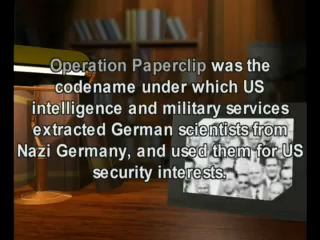 Operation Paperclip was the
codename under which US
intelligence and military services
extracted German scientists from
Nazi Germany, and used them for US
security interests.